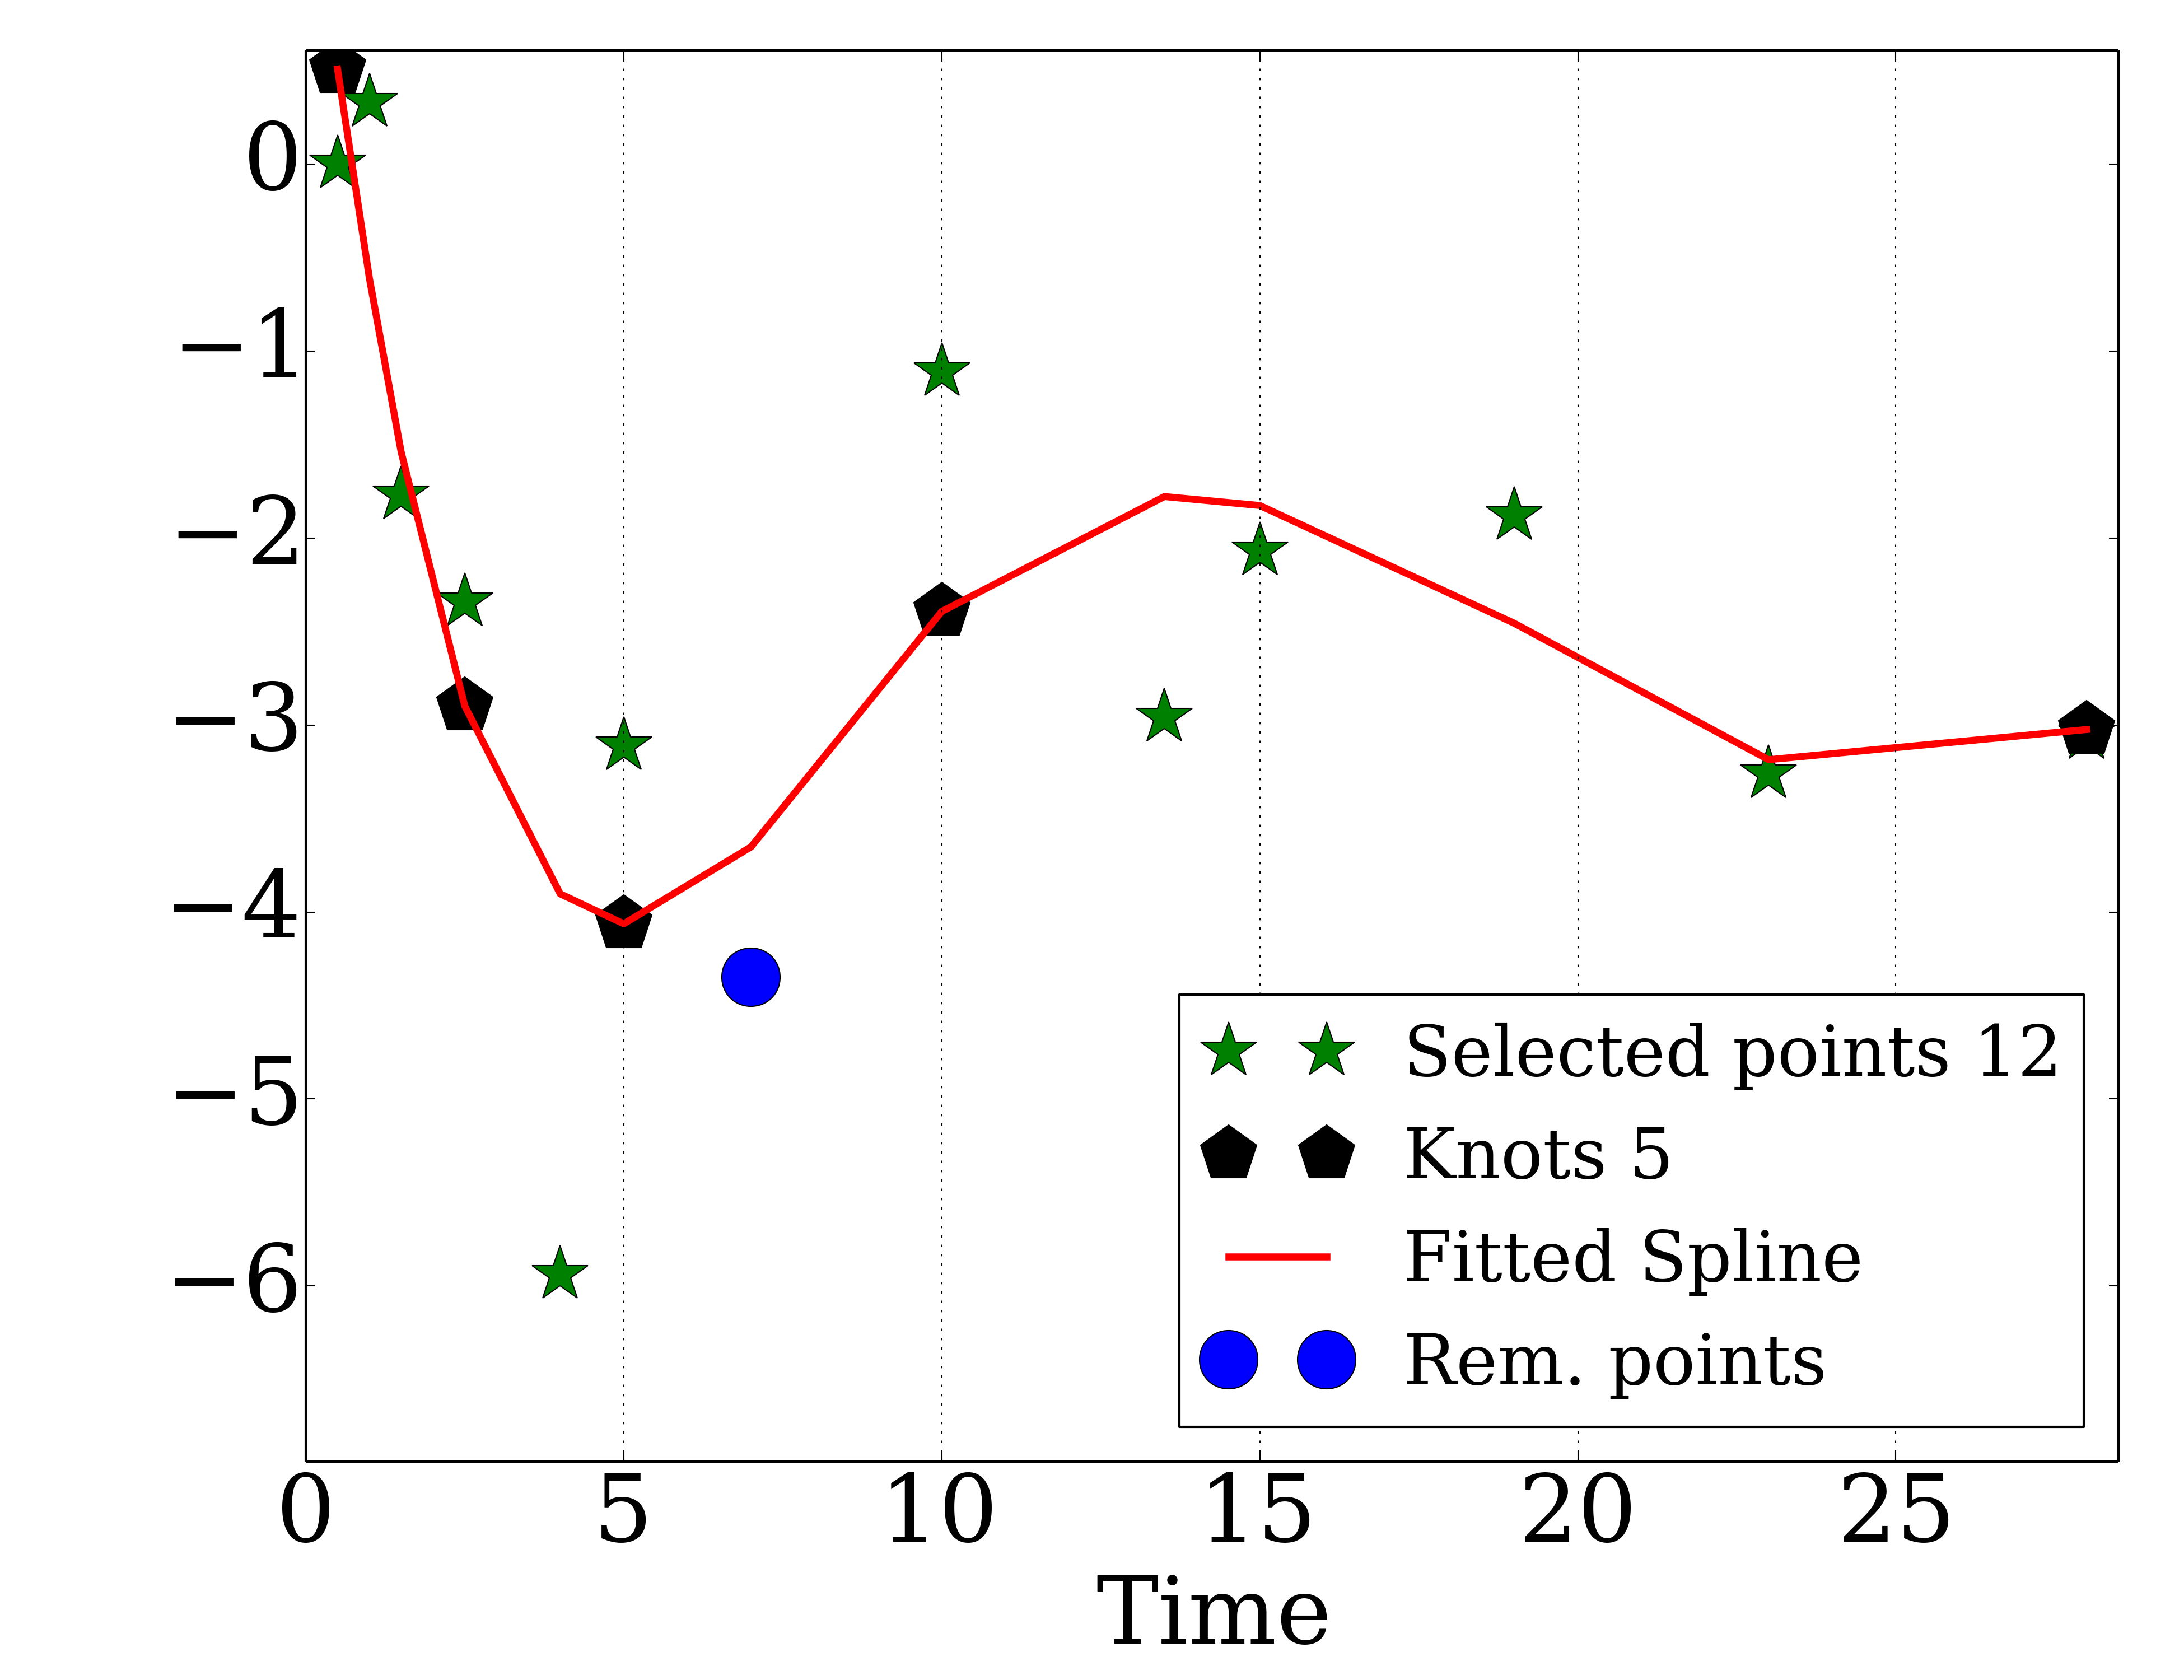 0
−1
−2
−3
−4
−5
−6
Selected points 12
Knots 5
Fitted Spline
Rem. points
0 5 10 15 20 25
Time